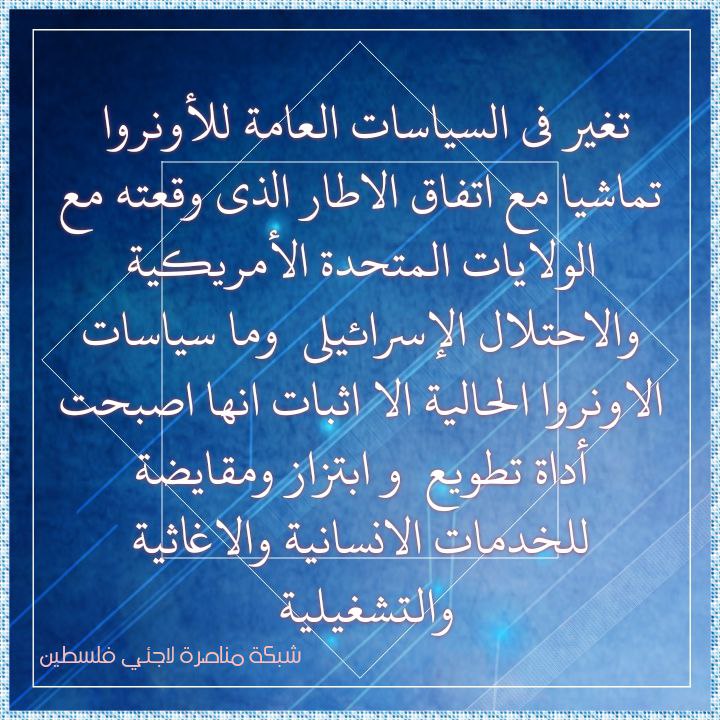 تغير فى السياسات العامة للأونروا
تماشيا مع اتفاق الاطار الذى وقعته مع
الولايات المتحدة الأمريكية
والاحتلال الإسرائيلى وما سياسات
الاونروا الحالية الا اثبات انها اصبحت
أداة تطويع و ابتزاز ومقايضة
للخدمات الانسانية والاغاثية
والتشغيلية
شبكة مناصرة لاجئي فلسطين